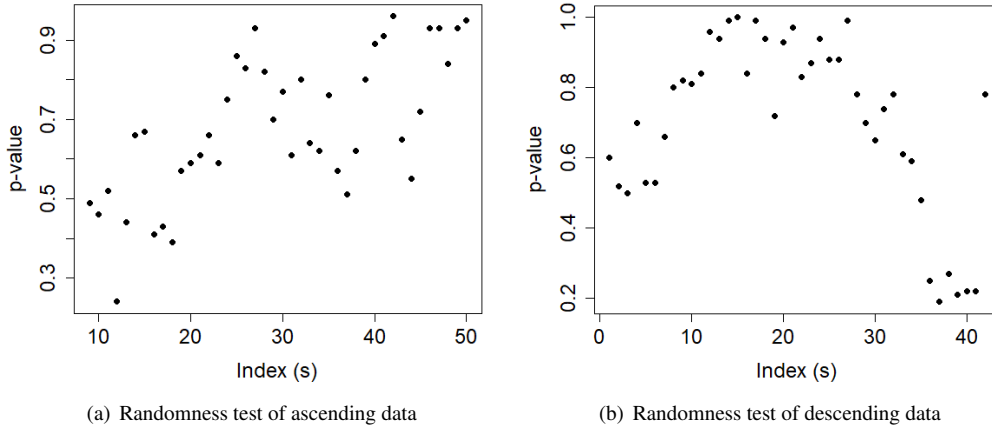 0.9
0.7
0.5
0.3
p-value
10 20 30 40 50
Index (s)
(a) Randomness test of ascending data
1.0
0.8
0.6
0.4
0.2
p-value
0 10 20 30 40
Index (s)
(b) Randomness test of descending data